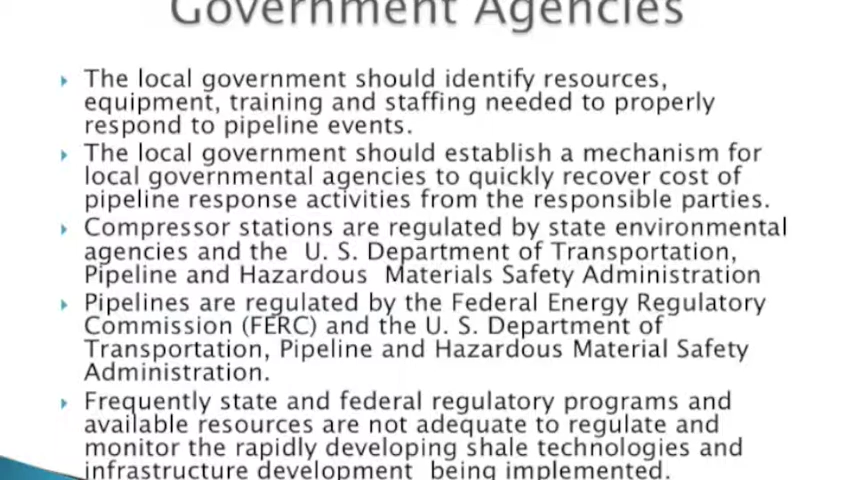 Government Agencies
The local government should identify resources,
equipment, training and staffing needed to properly
respond to pipeline events.
The local government should establish a mechanism for
local governmental agencies to quickly recover cost of
pipeline response activities from the responsible parties.
Compressor stations are regulated by state environmental
agencies and the U. S. Department of Transportation,
Pipeline and Hazardous Materials Safety Administration
Pipelines are regulated by the Federal Energy Regulatory
Commission (FERC) and the U. S. Department of
Transportation, Pipeline and Hazardous Material Safety
Administration.
Frequently state and federal regulatory programs and
available resources are not adequate to regulate and
monitor the rapidly developing shale technologies and
infrastructure development being implemented.